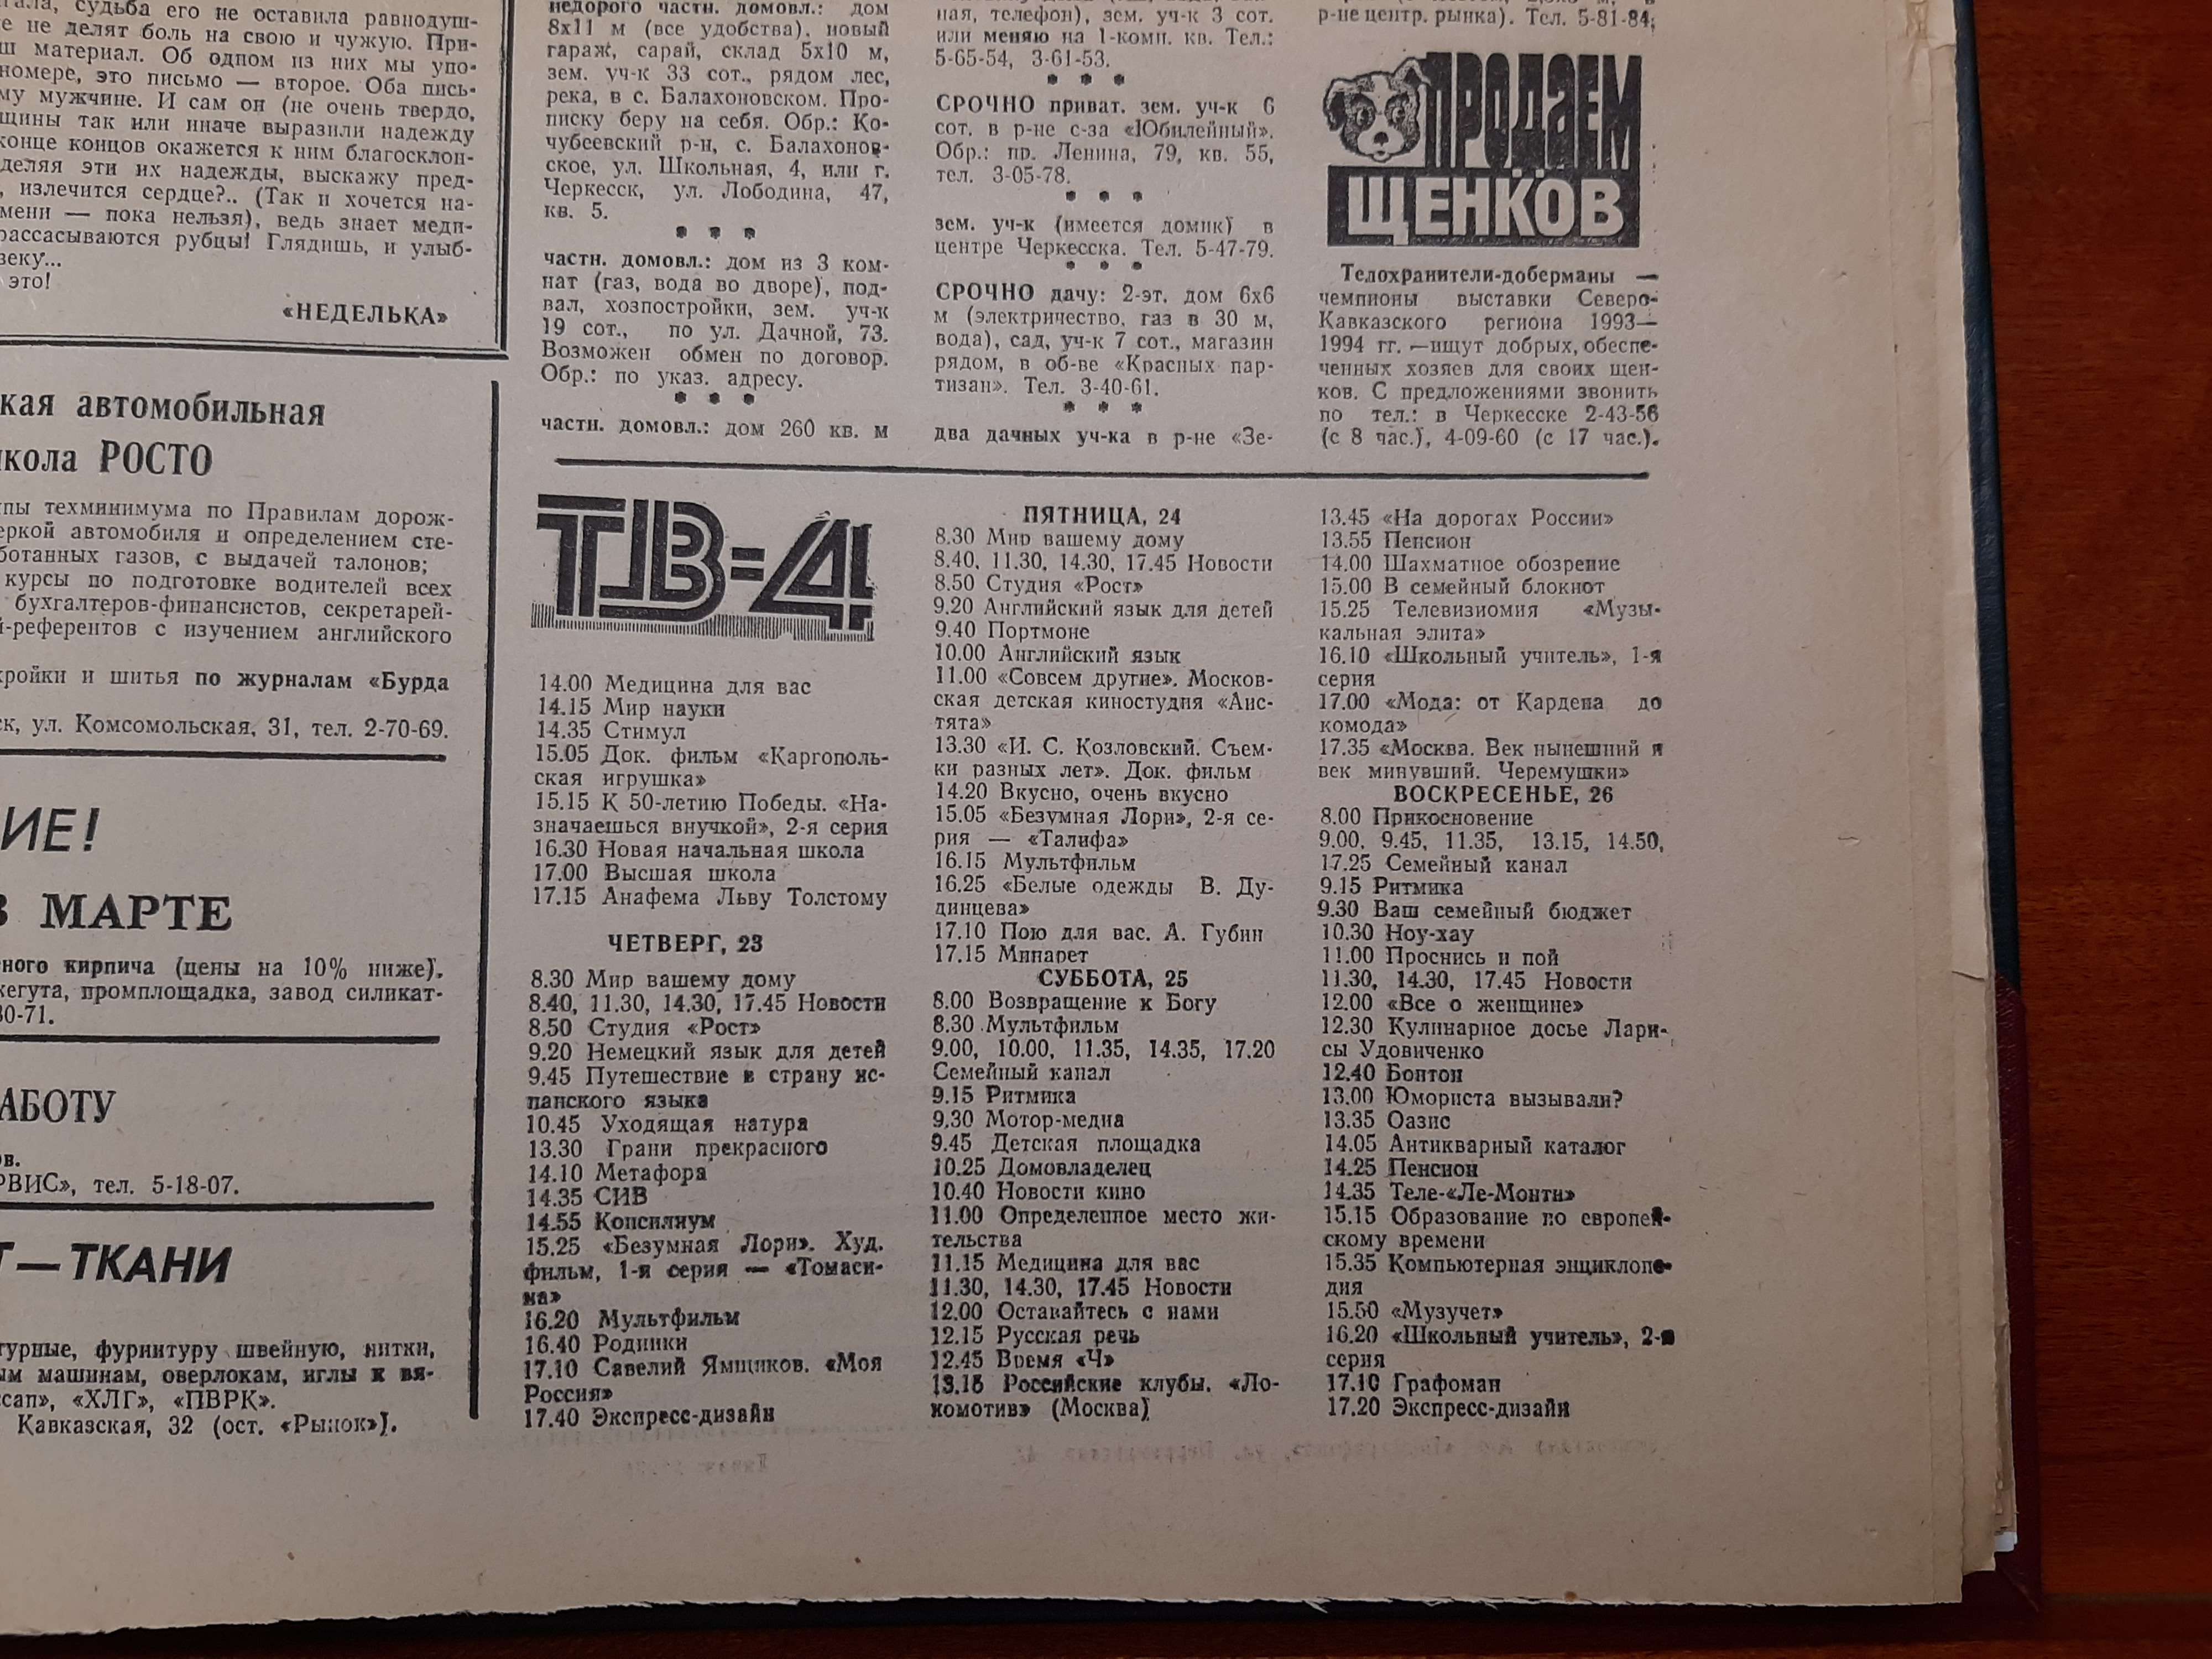 судьба его не оставила равнодуш-
е не делят боль на свою и чужую. При-
ш материал. Об одном из них мы упо-
номере, это письмо — второе. Оба пись-
му мужчине. И сам он (не очень твердо,
щины так или иначе выразили надежду
конце концов окажется к ним благосклон-
деляя эти их надежды, выскажу пред-
, излечится сердце?.. (Так и хочется на-
мени — пока нельзя), ведь знает меди-
рассасываются рубцы! Глядишь, и улыб-
веку...
это!
«НЕДЕЛЬКА»
кая автомобильная
кола РОСТО
пы техминимума по Правилам дорож-
еркой автомобиля и определением сте-
ботанных газов, с выдачей талонов;
курсы по подготовке водителей всех
бухгалтеров-финансистов, секретарей-
й-референтов с изучением английского
кройки и шитья по журналам «Бурда
ск, ул. Комсомольская, 31, тел. 2-70-69.
ИЕ!
В МАРТЕ
ного кирпича (цены на 10% ниже).
кегута, промплощадка, завод силикат-
30-71.
АБОТУ
ов.
РВИС», тел. 5-18-07.
Т—ТКАНИ
турные, фурнитуру швейную, нитки,
ым машинам, оверлокам, иглы к вя-
ссап», «ХЛГ», «ПВРК».
Кавказская, 32 (ост. «Рынок»).
недорого частн. домовл.: дом
8х11 м (все удобства), новый
гараж, сарай, склад 5х10 м,
зем. уч-к 33 сот., рядом лес,
река, в с. Балахоновском. Про-
писку беру на себя. Обр.: Ко-
чубеевский р-н, с. Балахонов-
ское, ул. Школьная, 4, или г.
Черкесск, ул. Лободина, 47,
кв. 5.
* * *
частн. домовл.: дом из 3 ком-
нат (газ, вода во дворе), под-
вал, хозпостройки, зем. уч-к
19 сот., по ул. Дачной, 73.
Возможен обмен по договор.
Обр.: по указ. адресу.
* * *
частн. домовл.: дом 260 кв. м
ная, телефон), зем. уч-к 3 сот.
или меняю на 1-комн. кв. Тел.:
5-65-54, 3-61-53.
* * *
СРОЧНО приват. зем. уч-к 6
сот. в р-не с-за «Юбилейный».
Обр.: пр. Ленина, 79, кв. 55,
тел. 3-05-78.
* * *
зем. уч-к (имеется домик) в
центре Черкесска. Тел. 5-47-79.
* * *
СРОЧНО дачу: 2-эт. дом 6х6
м (электричество, газ в 30 м,
вода), сад, уч-к 7 сот., магазин
рядом, в об-ве «Красных пар-
тизан». Тел. 3-40-61.
* * *
два дачных уч-ка в р-не «Зе-
р-не центр. рынка). Тел. 5-81-84;
ПРОДАЕМ
ЩЕНКОВ
Телохранители-доберманы —
чемпионы выставки Северо-
Кавказского региона 1993—
1994 гг. —ищут добрых, обеспе-
ченных хозяев для своих щен-
ков. С предложениями звонить
по тел.: в Черкесске 2-43-56
(с 8 час.), 4-09-60 (с 17 час.).
ТВ-4
14.00 Медицина для вас
14.15 Мир науки
14.35 Стимул
15.05 Док. фильм «Каргополь-
ская игрушка»
15.15 К 50-летию Победы. «На-
значаешься внучкой», 2-я серия
16.30 Новая начальная школа
17.00 Высшая школа
17.15 Анафема Льву Толстому
ЧЕТВЕРГ, 23
8.30 Мир вашему дому
8.40, 11.30, 14.30, 17.45 Новости
8.50 Студия «Рост»
9.20 Немецкий язык для детей
9.45 Путешествие в страну ис-
панского языка
10.45 Уходящая натура
13.30 Грани прекрасного
14.10 Метафора
14.35 СИВ
14.55 Консилиум
15.25 «Безумная Лори». Худ.
фильм, 1-я серия — «Томаси-
на»
16.20 Мультфильм
16.40 Родники
17.10 Савелий Ямщиков. «Моя
Россия»
17.40 Экспресс-дизайн
ПЯТНИЦА, 24
8.30 Мир вашему дому
8.40, 11.30, 14.30, 17.45 Новости
8.50 Студия «Рост»
9.20 Английский язык для детей
9.40 Портмоне
10.00 Английский язык
11.00 «Совсем другие». Москов-
ская детская киностудия «Аис-
тята»
13.30 «И. С. Козловский. Съем-
ки разных лет». Док. фильм
14.20 Вкусно, очень вкусно
15.05 «Безумная Лори», 2-я се-
рия — «Талифа»
16.15 Мультфильм
16.25 «Белые одежды В. Ду-
динцева»
17.10 Пою для вас. А. Губин
17.15 Минарет
СУББОТА, 25
8.00 Возвращение к Богу
8.30 Мультфильм
9.00, 10.00, 11.35, 14.35, 17.20
Семейный канал
9.15 Ритмика
9.30 Мотор-медиа
9.45 Детская площадка
10.25 Домовладелец
10.40 Новости кино
11.00 Определенное место жи-
тельства
11.15 Медицина для вас
11.30, 14.30, 17.45 Новости
12.00 Оставайтесь с нами
12.15 Русская речь
12.45 Время «Ч»
13.15 Российские клубы. «Ло-
комотив» (Москва)
13.45 «На дорогах России»
13.55 Пенсион
14.00 Шахматное обозрение
15.00 В семейный блокнот
15.25 Телевизиомия «Музы-
кальная элита»
16.10 «Школьный учитель», 1-я
серия
17.00 «Мода: от Кардена до
комода»
17.35 «Москва. Век нынешний и
век минувший. Черемушки»
ВОСКРЕСЕНЬЕ, 26
8.00 Прикосновение
9.00, 9.45, 11.35, 13.15, 14.50,
17.25 Семейный канал
9.15 Ритмика
9.30 Ваш семейный бюджет
10.30 Ноу-хау
11.00 Проснись и пой
11.30, 14.30, 17.45 Новости
12.00 «Все о женщине»
12.30 Кулинарное досье Лари-
сы Удовиченко
12.40 Бонтон
13.00 Юмориста вызывали?
13.35 Оазис
14.05 Антикварный каталог
14.25 Пенсион
14.35 Теле-«Ле-Монти»
15.15 Образование по европей-
скому времени
15.35 Компьютерная энциклопе-
дия
15.50 «Музучет»
16.20 «Школьный учитель», 2-я
серия
17.10 Графоман
17.20 Экспресс-дизайн